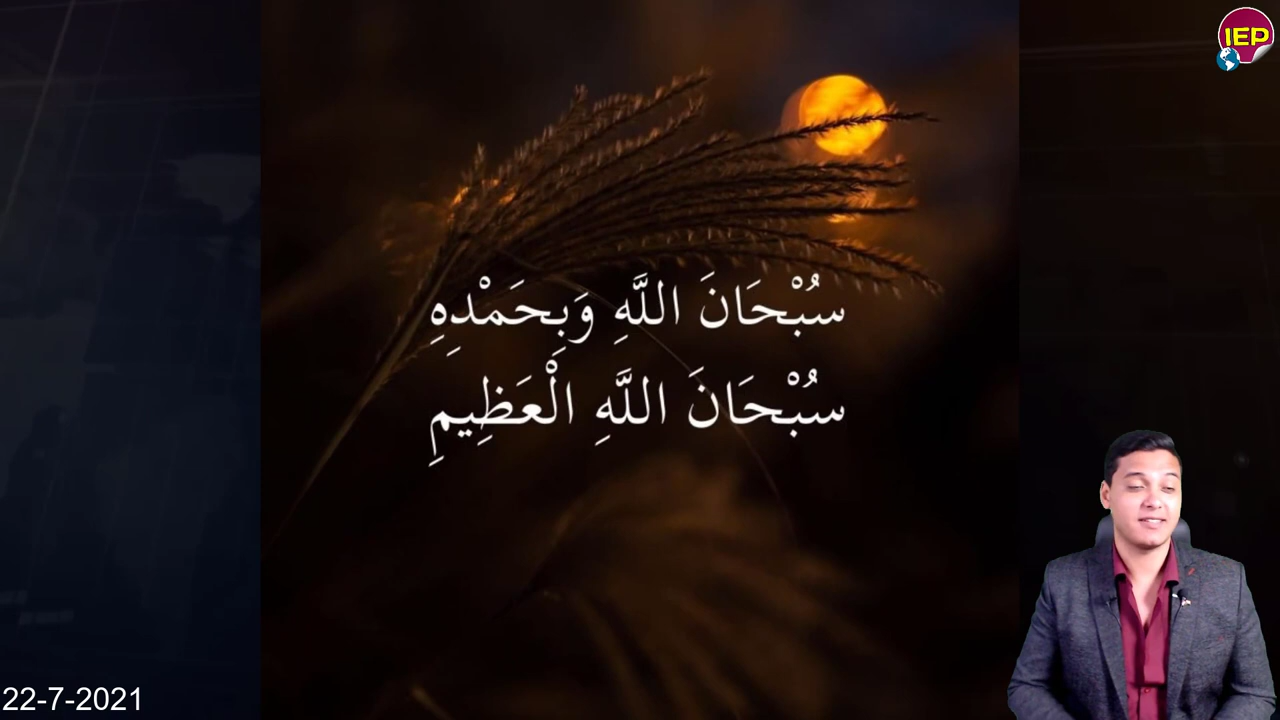 IEP
سُبْحَانَ اللَّهِ وَبِحَمْدِهِ
سُبْحَانَ اللَّهِ الْعَظِيمِ
22-7-2021